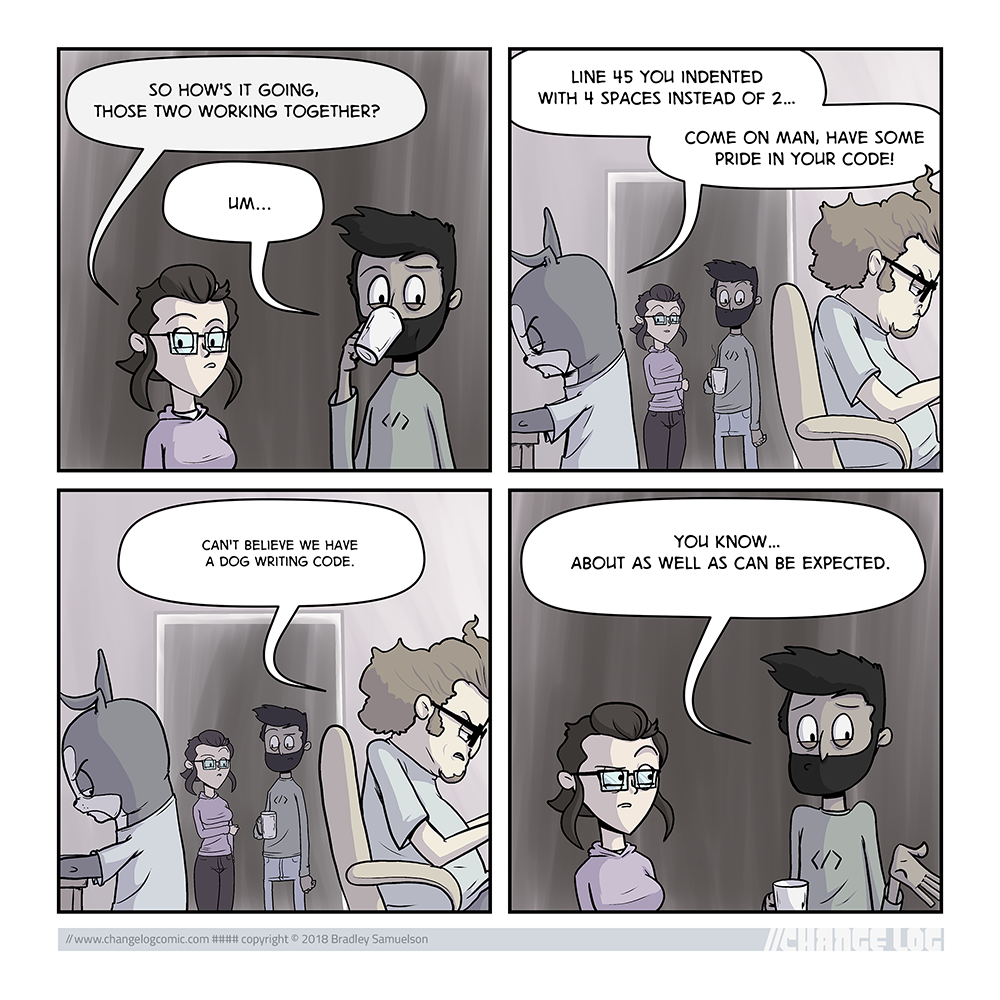 SO HOW'S IT GOING,
THOSE TWO WORKING TOGETHER?
UM...
LINE 45 YOU INDENTED
WITH 4 SPACES INSTEAD OF 2...
COME ON MAN, HAVE SOME
PRIDE IN YOUR CODE!
</>
CAN'T BELIEVE WE HAVE
A DOG WRITING CODE.
YOU KNOW...
ABOUT AS WELL AS CAN BE EXPECTED.
</>
//www.changelogcomic.com #### copyright © 2018 Bradley Samuelson
//CHANGE LOG